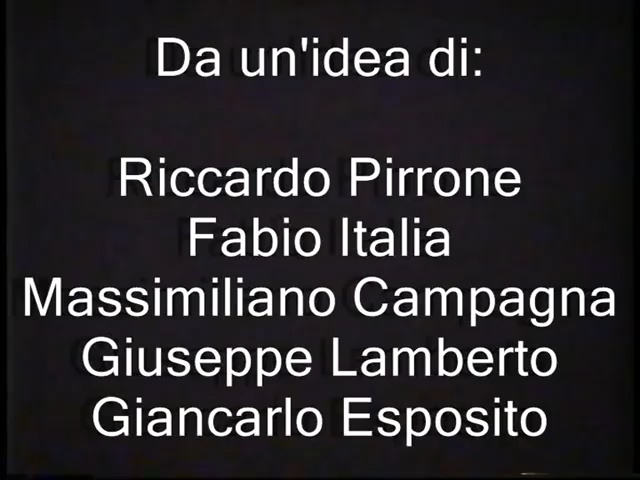 Da un'idea di:
Riccardo Pirrone
Fabio Italia
Massimiliano Campagna
Giuseppe Lamberto
Giancarlo Esposito